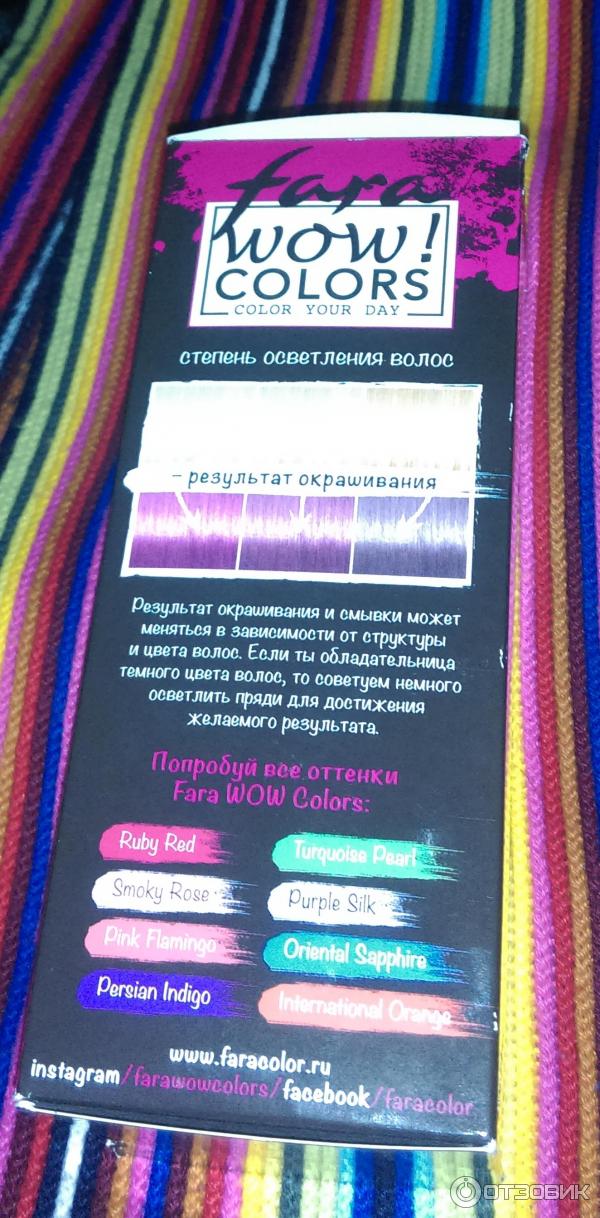 fara
wow!
COLORS
COLOR YOUR DAY
СТЕПЕНЬ ОСВЕТЛЕНИЯ ВОЛОС
– результат окрашивания
Результат окрашивания и смывки может
меняться в зависимости от структуры
и цвета волос. Если ты обладательница
темного цвета волос, то советуем немного
осветлить пряди для достижения
желаемого результата.
Попробуй все оттенки
Fara WOW Colors:
Ruby Red
Turquoise Pearl
Smoky Rose
Purple Silk
Pink Flamingo
Oriental Sapphire
Persian Indigo
International Orange
www.faracolor.ru
instagram/farawowcolors/facebook/faracolor
ОТЗОВИК